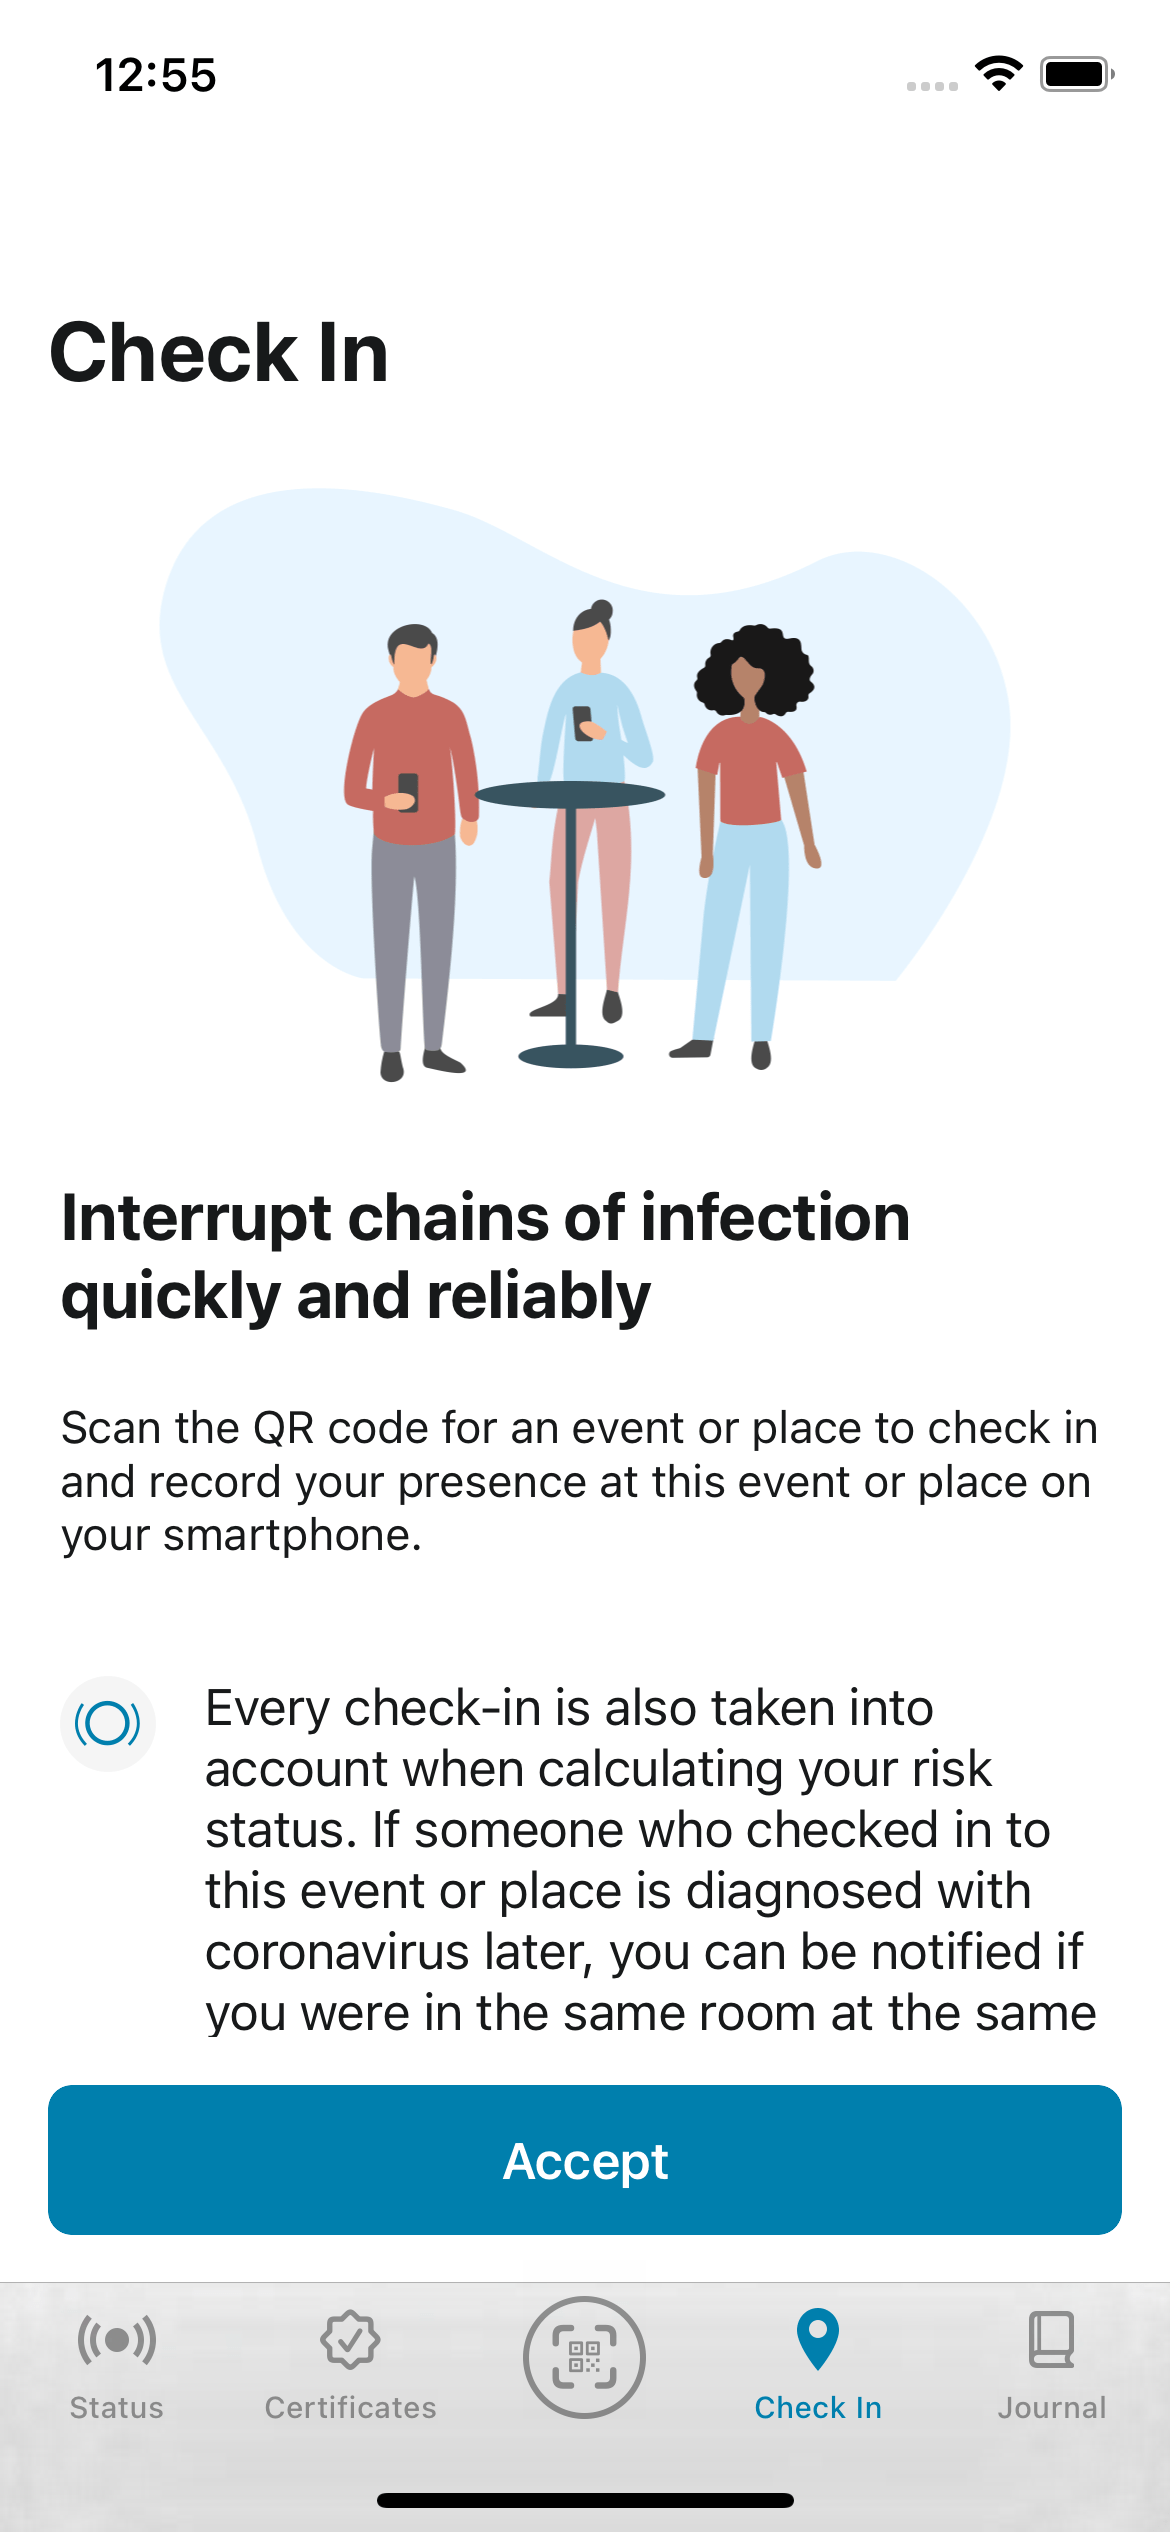 12:55
Check In
Interrupt chains of infection
quickly and reliably
Scan the QR code for an event or place to check in
and record your presence at this event or place on
your smartphone.
Every check-in is also taken into
account when calculating your risk
status. If someone who checked in to
this event or place is diagnosed with
coronavirus later, you can be notified if
you were in the same room at the same
Accept
Status
Certificates
Check In
Journal